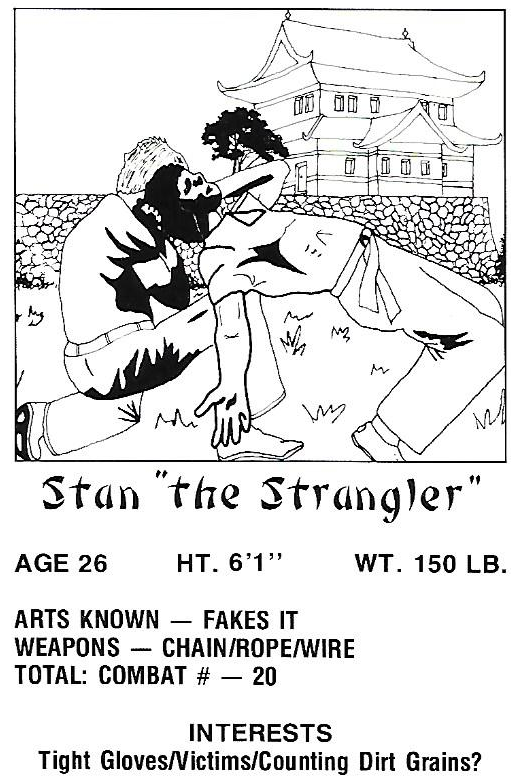 Stan "the Strangler"
AGE 26 HT. 6'1" WT. 150 LB.
ARTS KNOWN — FAKES IT
WEAPONS — CHAIN/ROPE/WIRE
TOTAL: COMBAT # — 20
INTERESTS
Tight Gloves/Victims/Counting Dirt Grains?